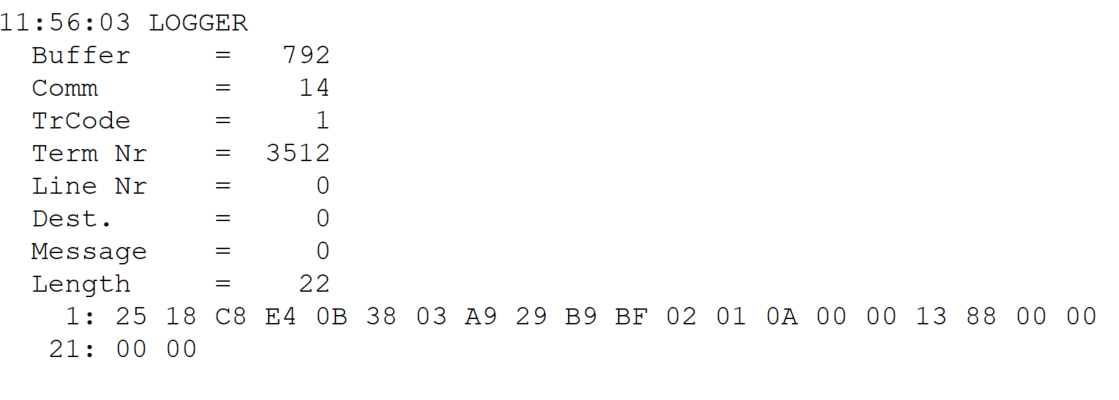 11:56:03 LOGGER
Buffer = 792
Comm = 14
TrCode = 1
Term Nr = 3512
Line Nr = 0
Dest. = 0
Message = 0
Length = 22
1: 25 18 C8 E4 0B 38 03 A9 29 B9 BF 02 01 0A 00 00 13 88 00 00
21: 00 00